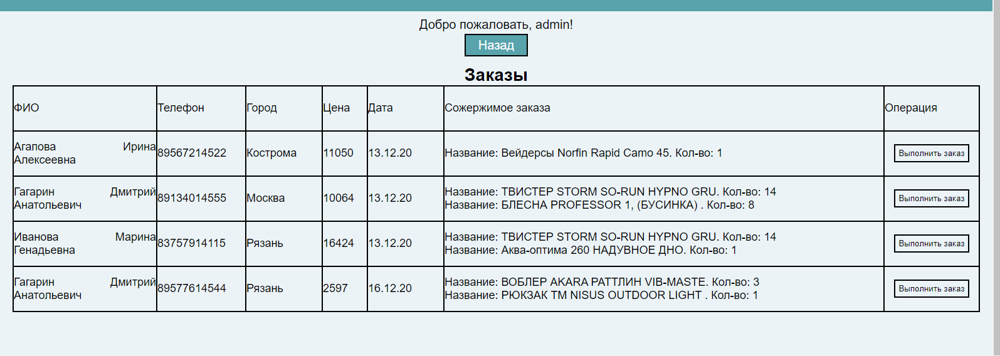 Добро пожаловать, admin!
Назад
Заказы
ФИО Телефон Город Цена Дата Сожержимое заказа Операция
Агапова Ирина
Алексеевна
89567214522 Кострома 11050 13.12.20 Название: Вейдерсы Norfin Rapid Camo 45. Кол-во: 1 Выполнить заказ
Гагарин Дмитрий
Анатольевич
89134014555 Москва 10064 13.12.20
Название: ТВИСТЕР STORM SO-RUN HYPNO GRU. Кол-во: 14
Название: БЛЕСНА PROFESSOR 1, (БУСИНКА) . Кол-во: 8
Выполнить заказ
Иванова Марина
Генадьевна
83757914115 Рязань 16424 13.12.20
Название: ТВИСТЕР STORM SO-RUN HYPNO GRU. Кол-во: 14
Название: Аква-оптима 260 НАДУВНОЕ ДНО. Кол-во: 1
Выполнить заказ
Гагарин Дмитрий
Анатольевич
89577614544 Рязань 2597 16.12.20
Название: ВОБЛЕР AKARA РАТТЛИН VIB-MASTE. Кол-во: 3
Название: РЮКЗАК ТМ NISUS OUTDOOR LIGHT . Кол-во: 1
Выполнить заказ